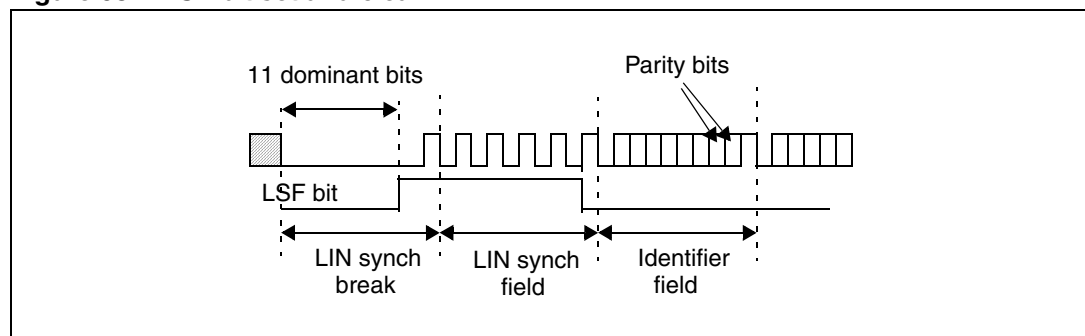 11 dominant bits
Parity bits
LSF bit
LIN synch
break
LIN synch
field
Identifier
field